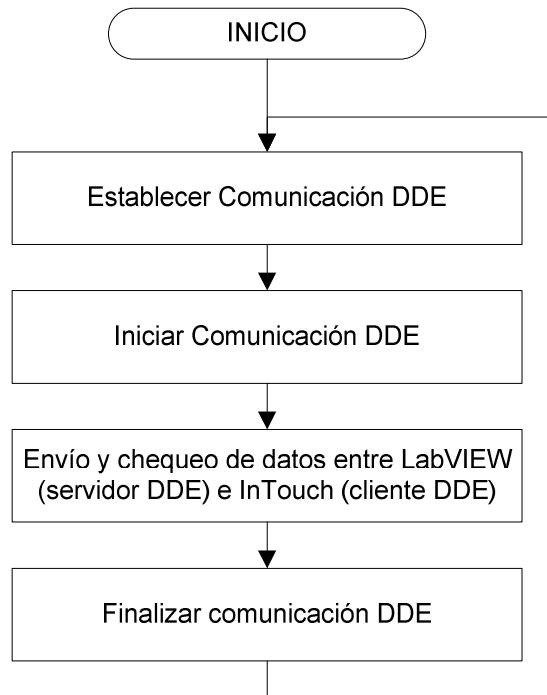 INICIO
Establecer Comunicación DDE
Iniciar Comunicación DDE
Envío y chequeo de datos entre LabVIEW
(servidor DDE) e InTouch (cliente DDE)
Finalizar comunicación DDE